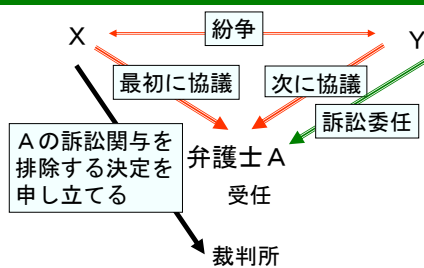 紛争
X
Y
最初に協議
次に協議
訴訟委任
Aの訴訟関与を
排除する決定を
申し立てる
弁護士A
受任
裁判所